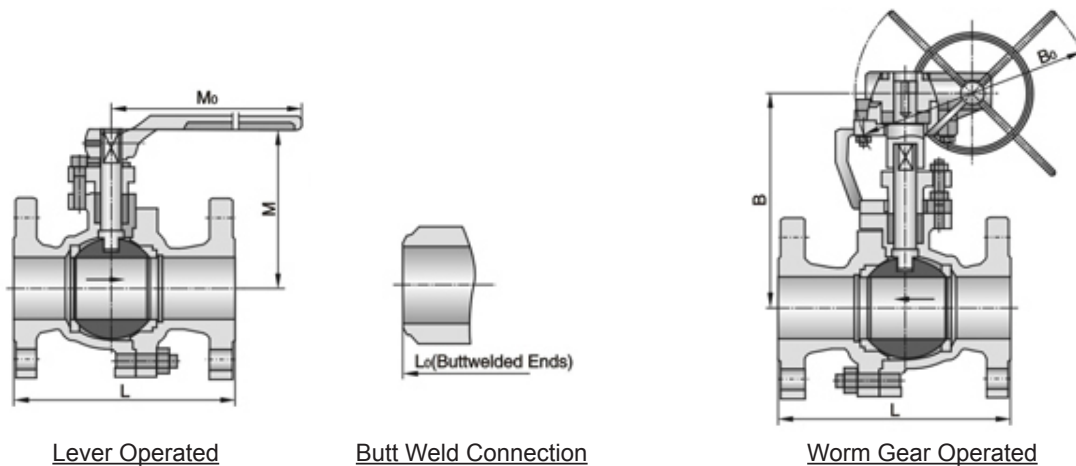 M₀
M
L
Lever Operated
L₀(Buttwelded Ends)
Butt Weld Connection
B₀
B
L
Worm Gear Operated